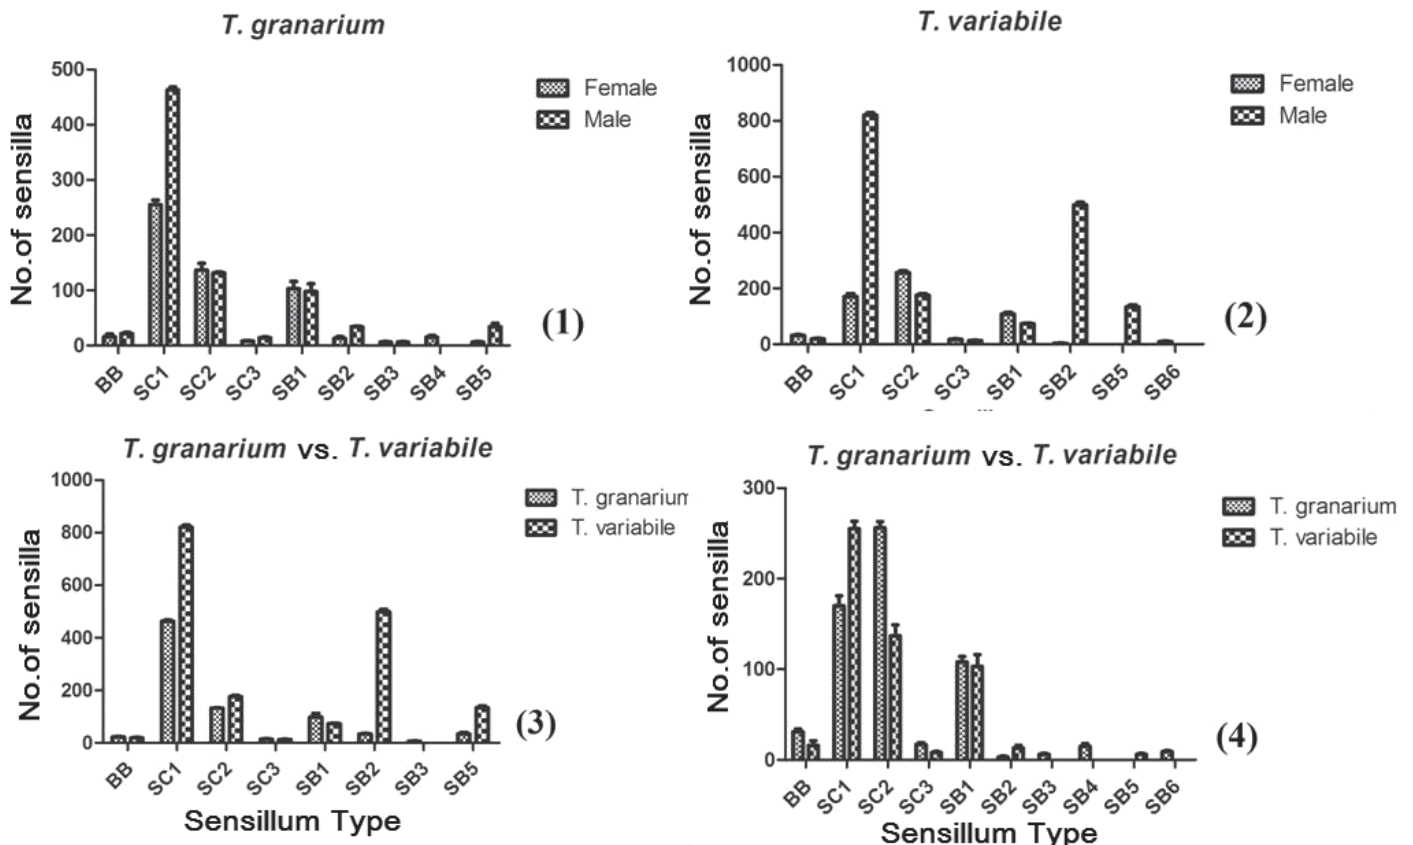 T. granarium
500
400
300
200
100
0
No.of sensilla
Female
Male
(1)
BB SC1 SC2 SC3 SB1 SB2 SB3 SB4 SB5
T. variabile
1000
800
600
400
200
0
No.of sensilla
Female
Male
(2)
BB SC1 SC2 SC3 SB1 SB2 SB5 SB6
T. granarium vs. T. variabile
1000
800
600
400
200
0
No.of sensilla
T. granarium
T. variabile
(3)
BB SC1 SC2 SC3 SB1 SB2 SB3 SB5
Sensillum Type
T. granarium vs. T. variabile
300
200
100
0
No.of sensilla
T. granarium
T. variabile
(4)
BB SC1 SC2 SC3 SB1 SB2 SB3 SB4 SB5 SB6
Sensillum Type